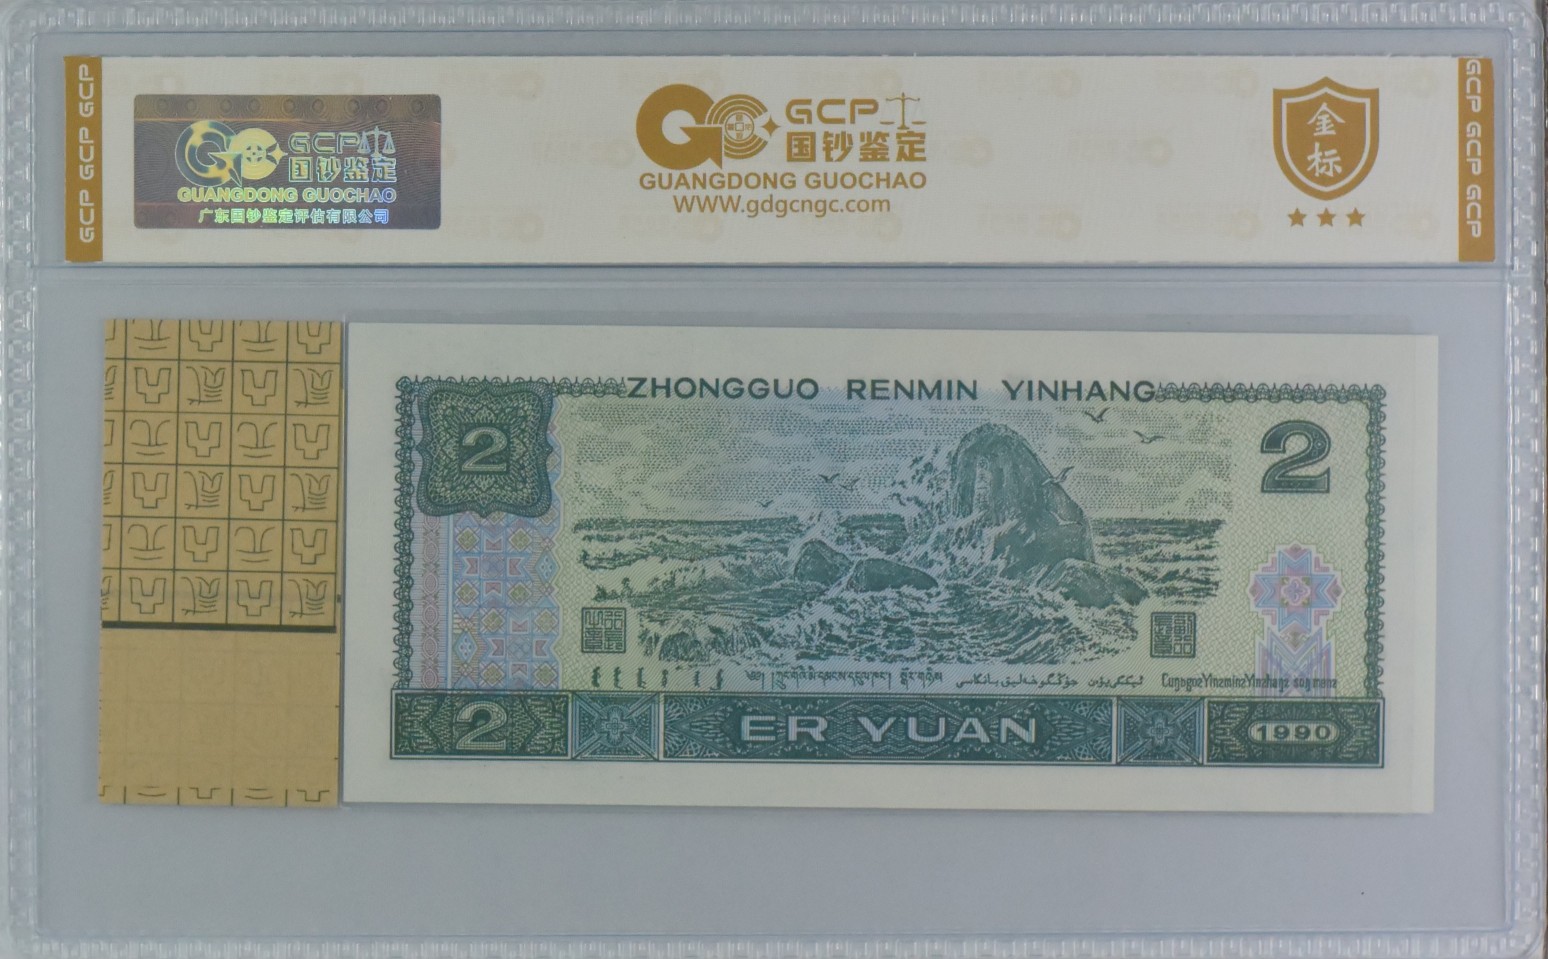 GCP GCP GCP
GCP
国钞鉴定
GUANGDONG GUOCHAO
广东国钞鉴定评估有限公司
GCP
国钞鉴定
GUANGDONG GUOCHAO
WWW.gdgcngc.com
金
标
GCP GCP GCP
ZHONGGUO RENMIN YINHANG
2
2
2
ER YUAN
1990